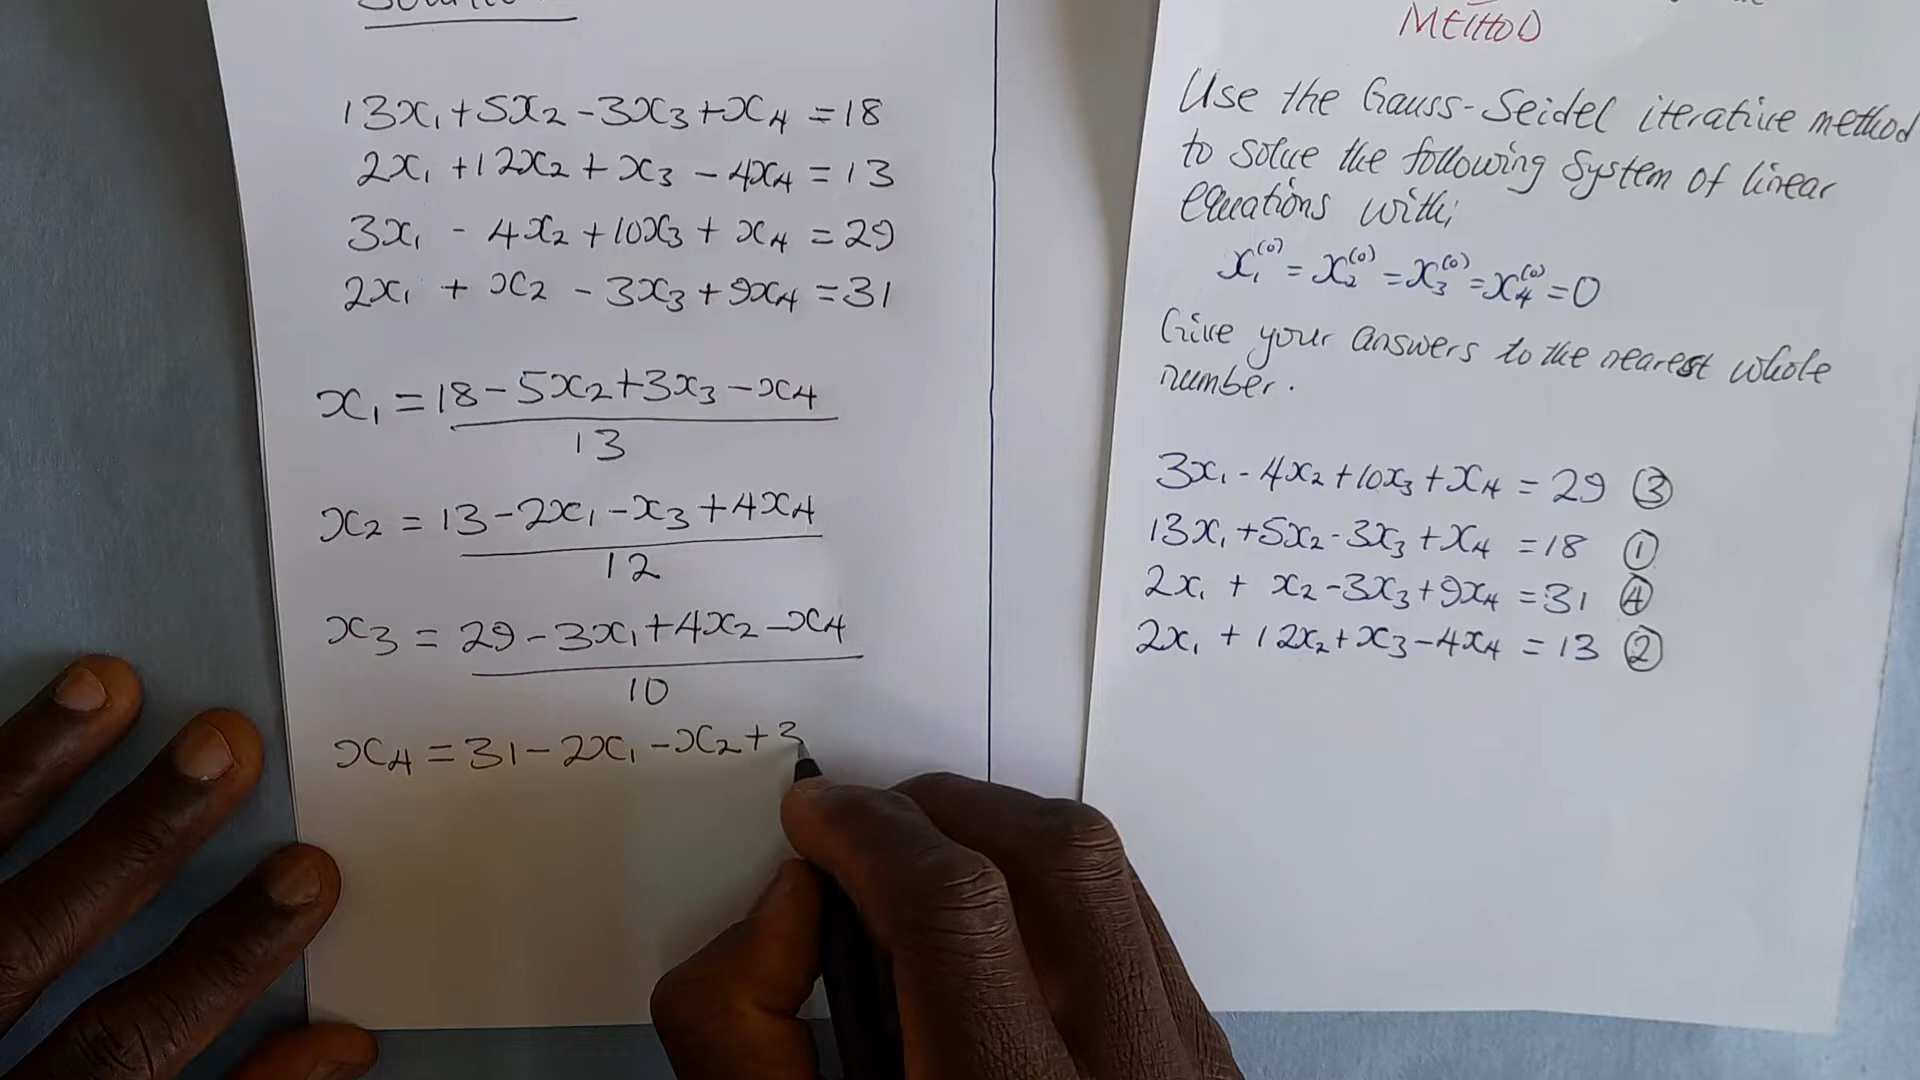 13x₁+5x₂-3x₃+x₄=18
2x₁+12x₂+x₃-4x₄=13
3x₁-4x₂+10x₃+x₄=29
2x₁+x₂-3x₃+9x₄=31
x₁=18-5x₂+3x₃-x₄
13
x₂=13-2x₁-x₃+4x₄
12
x₃=29-3x₁+4x₂-x₄
10
x₄=31-2x₁-x₂+3
METHOD
Use the Gauss-Seidel iterative method
to solve the following system of linear
equations with;
x₁⁽⁰⁾=x₂⁽⁰⁾=x₃⁽⁰⁾=x₄⁽⁰⁾=0
Give your answers to the nearest whole
number.
3x₁-4x₂+10x₃+x₄=29 ③
13x₁+5x₂-3x₃+x₄=18 ①
2x₁+x₂-3x₃+9x₄=31 ④
2x₁+12x₂+x₃-4x₄=13 ②